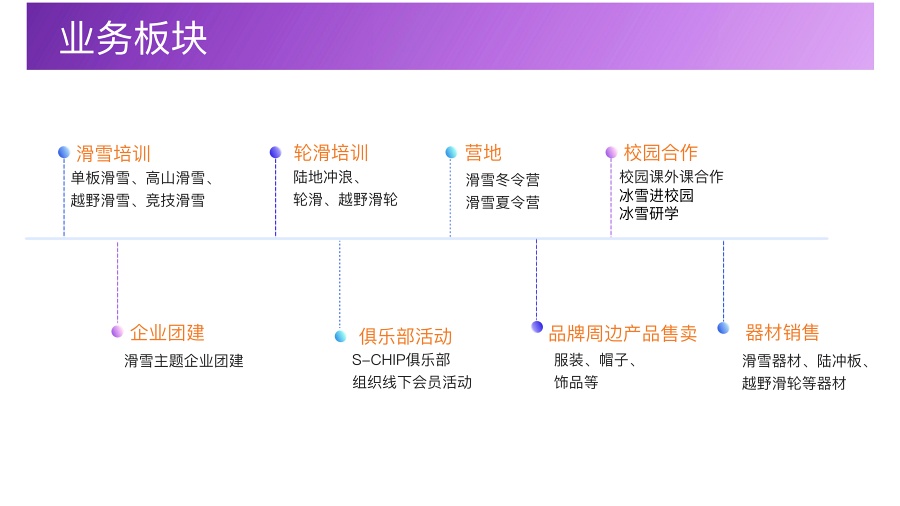 业务板块
滑雪培训
单板滑雪、高山滑雪、
越野滑雪、竞技滑雪
轮滑培训
陆地冲浪、
轮滑、越野滑轮
营地
滑雪冬令营
滑雪夏令营
校园合作
校园课外课合作
冰雪进校园
冰雪研学
企业团建
滑雪主题企业团建
俱乐部活动
S-CHIP俱乐部
组织线下会员活动
品牌周边产品售卖
服装、帽子、
饰品等
器材销售
滑雪器材、陆冲板、
越野滑轮等器材